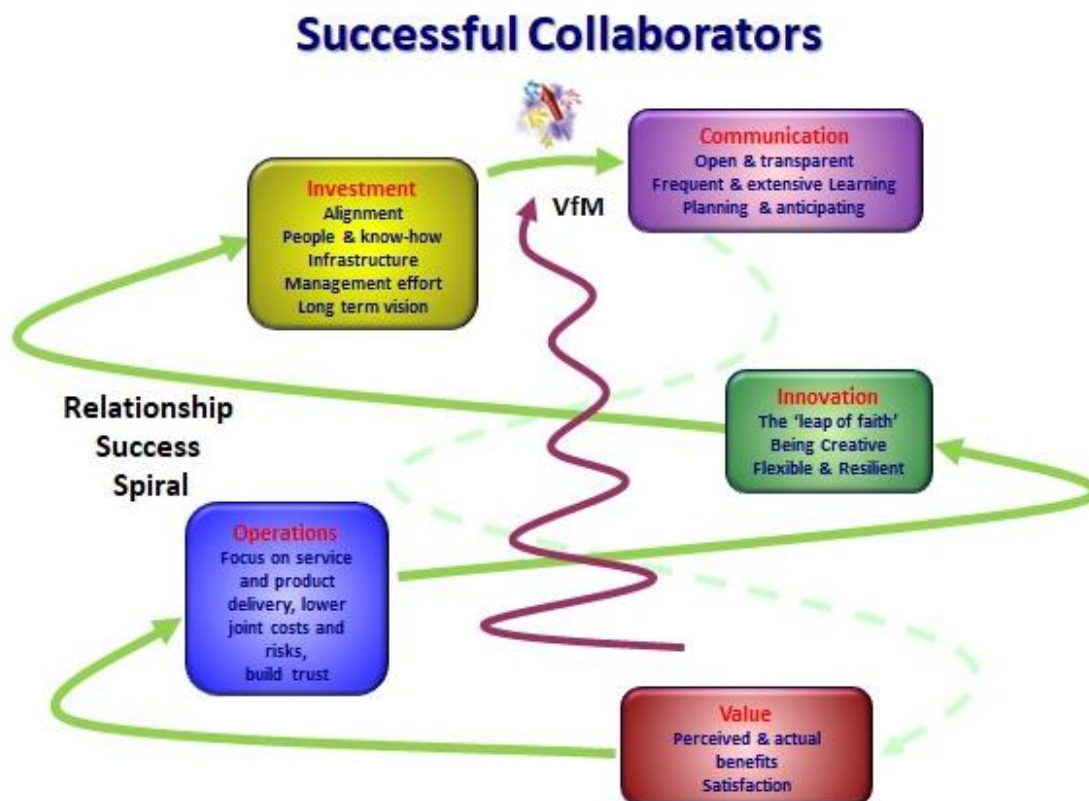 Successful Collaborators
Communication
Open & transparent
Frequent & extensive Learning
Planning & anticipating
Investment
Alignment
People & know-how
Infrastructure
Management effort
Long term vision
VfM
Innovation
The ‘leap of faith’
Being Creative
Flexible & Resilient
Relationship
Success
Spiral
Operations
Focus on service
and product
delivery, lower
joint costs and
risks,
build trust
Value
Perceived & actual
benefits
Satisfaction